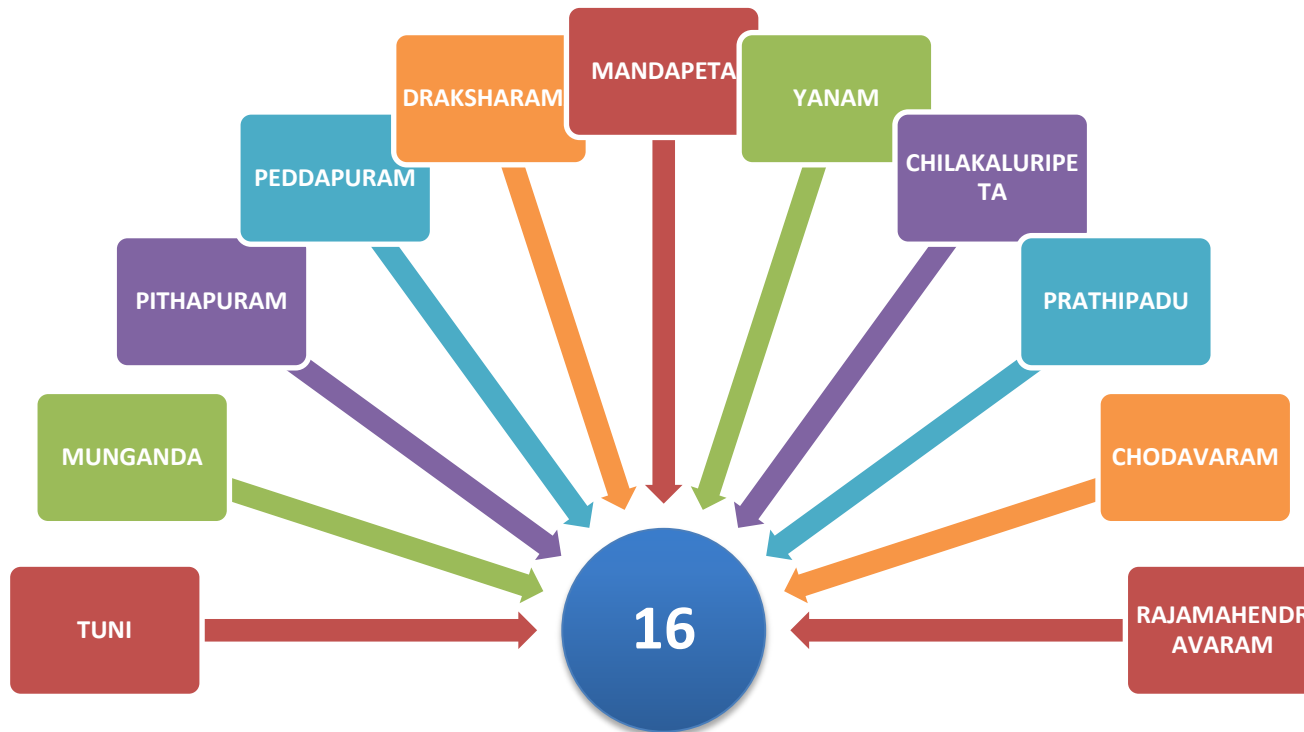 MANDAPETA
DRAKSHARAM
YANAM
PEDDAPURAM
CHILAKALURIPE
TA
PITHAPURAM
PRATHIPADU
MUNGANDA
CHODAVARAM
TUNI
16
RAJAMAHENDR
AVARAM